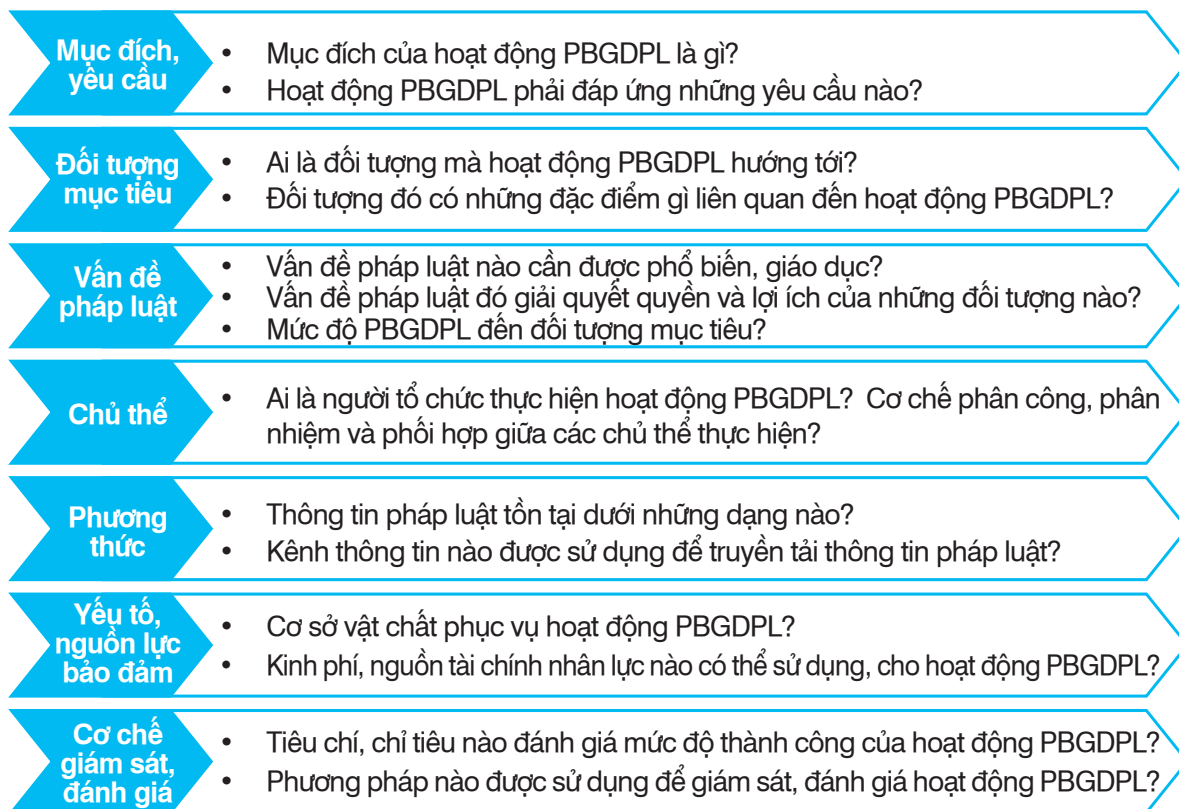 Mục đích,
yêu cầu
• Mục đích của hoạt động PBGDPL là gì?
• Hoạt động PBGDPL phải đáp ứng những yêu cầu nào?
Đối tượng
mục tiêu
• Ai là đối tượng mà hoạt động PBGDPL hướng tới?
• Đối tượng đó có những đặc điểm gì liên quan đến hoạt động PBGDPL?
Vấn đề
pháp luật
• Vấn đề pháp luật nào cần được phổ biến, giáo dục?
• Vấn đề pháp luật đó giải quyết quyền và lợi ích của những đối tượng nào?
• Mức độ PBGDPL đến đối tượng mục tiêu?
Chủ thể
• Ai là người tổ chức thực hiện hoạt động PBGDPL? Cơ chế phân công, phân
nhiệm và phối hợp giữa các chủ thể thực hiện?
Phương
thức
• Thông tin pháp luật tồn tại dưới những dạng nào?
• Kênh thông tin nào được sử dụng để truyền tải thông tin pháp luật?
Yếu tố,
nguồn lực
bảo đảm
• Cơ sở vật chất phục vụ hoạt động PBGDPL?
• Kinh phí, nguồn tài chính nhân lực nào có thể sử dụng, cho hoạt động PBGDPL?
Cơ chế
giám sát,
đánh giá
• Tiêu chí, chỉ tiêu nào đánh giá mức độ thành công của hoạt động PBGDPL?
• Phương pháp nào được sử dụng để giám sát, đánh giá hoạt động PBGDPL?